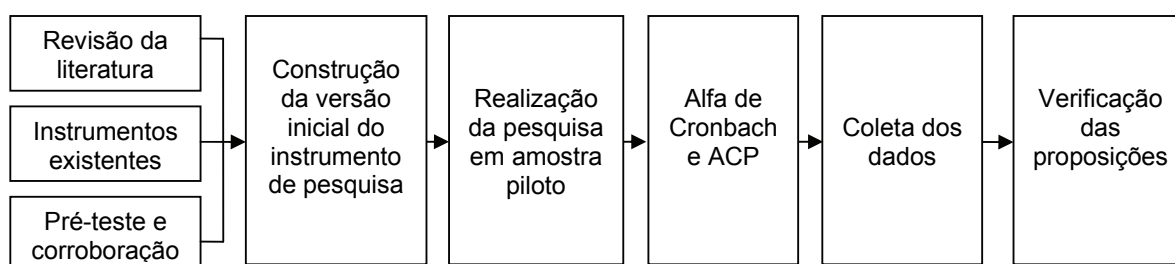 Revisão da
literatura
Instrumentos
existentes
Pré-teste e
corroboração
Construção
da versão
inicial do
instrumento
de pesquisa
Realização
da pesquisa
em amostra
piloto
Alfa de
Cronbach
e ACP
Coleta dos
dados
Verificação
das
proposições